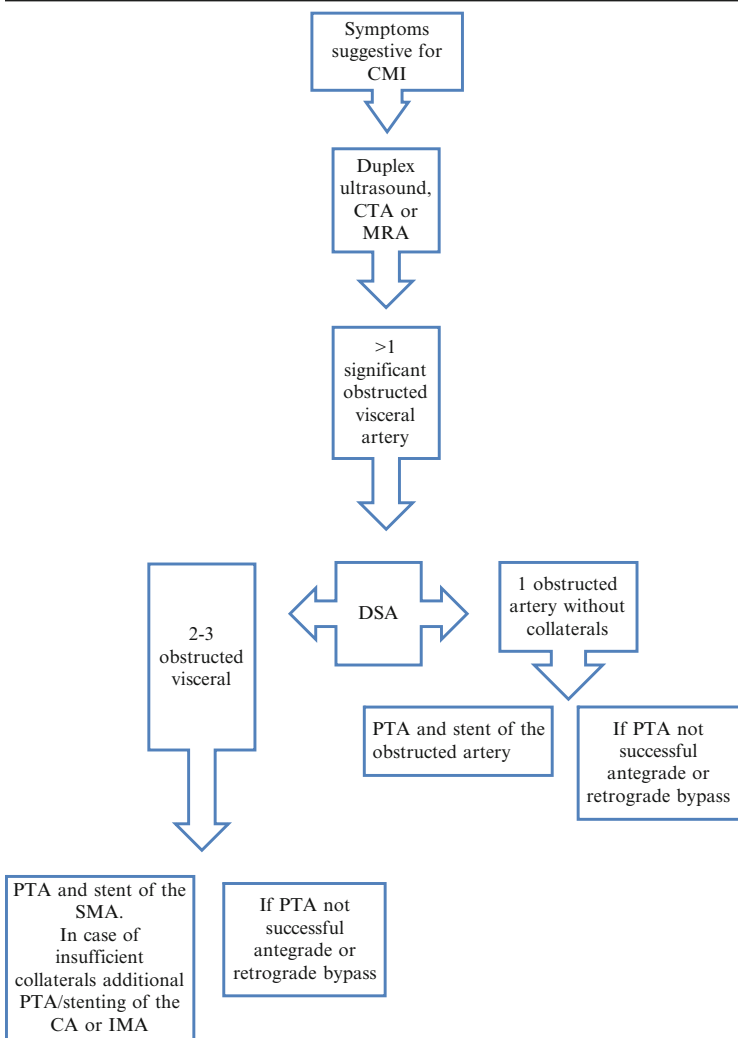 Symptoms
suggestive for
CMI
Duplex
ultrasound,
CTA or
MRA
>1
significant
obstructed
visceral
artery
DSA
2-3
obstructed
visceral
1 obstructed
artery without
collaterals
PTA and stent of the
obstructed artery
If PTA not
successful
antegrade or
retrograde bypass
PTA and stent of the
SMA.
In case of
insufficient
collaterals additional
PTA/stenting of the
CA or IMA
If PTA not
successful
antegrade or
retrograde bypass